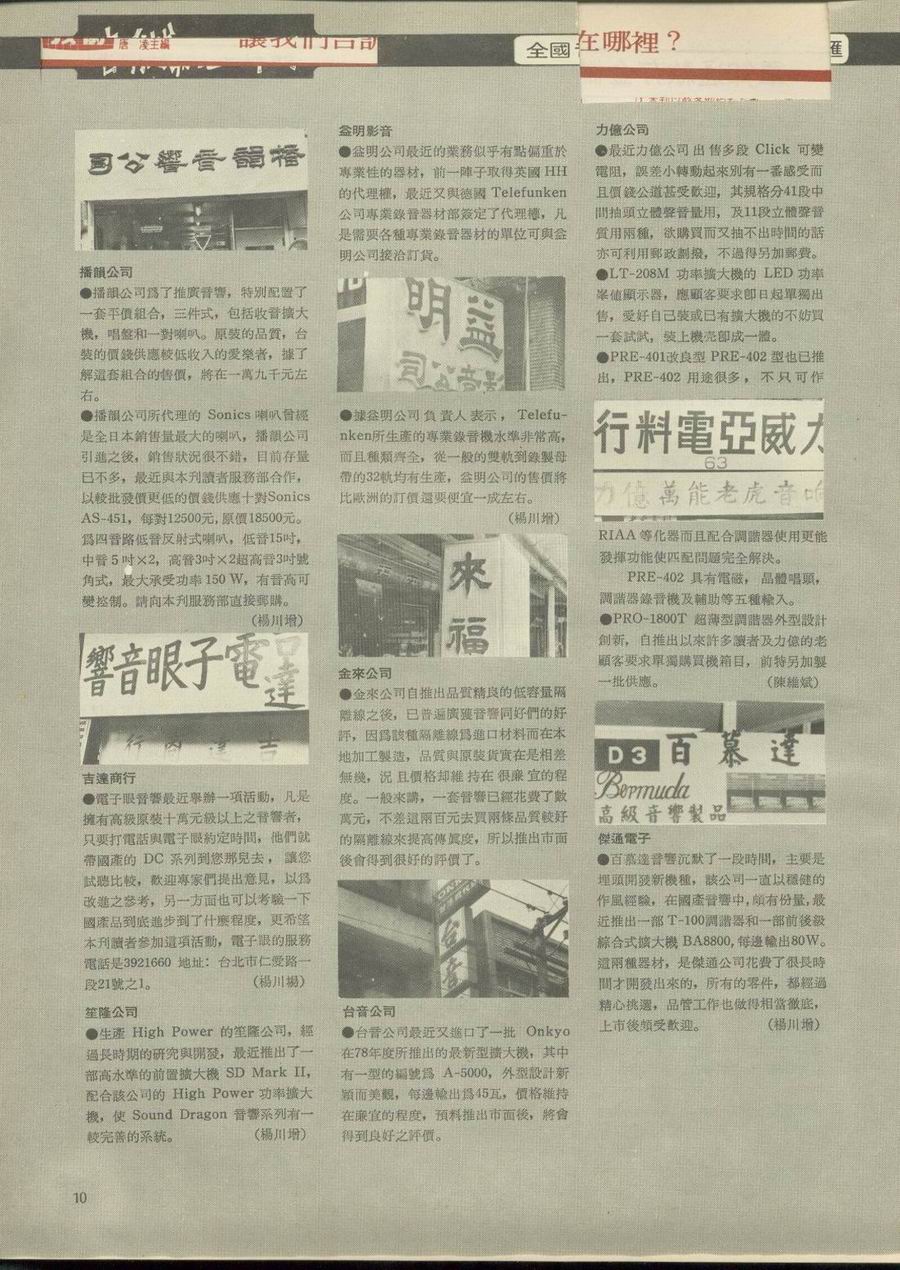 唐凌主編
讓我們告訴
全國
在哪裡?
匯
播韻音響公司
播韻公司
●播韻公司爲了推廣音響，特別配置了
一套平價組合，三件式，包括收音擴大
機，唱盤和一對喇叭。原裝的品質，台
裝的價錢供應較低收入的愛樂者，據了
解這套組合的售價，將在一萬九千元左
右。
●播韻公司所代理的 Sonics 喇叭曾經
是全日本銷售量最大的喇叭，播韻公司
引進之後，銷售狀況很不錯，目前存量
已不多，最近與本刊讀者服務部合作，
以較批發價更低的價錢供應十對Sonics
AS-451，每對12500元,原價18500元。
爲四音路低音反射式喇叭，低音15吋，
中音 5 吋×2，高音3吋×2超高音3吋號
角式，最大承受功率 150 W，有音高可
變控制。請向本刊服務部直接郵購。
(楊川增)
響音眼子電
吉達
吉達商行
●電子眼音響最近舉辦一項活動，凡是
擁有高級原裝十萬元級以上之音響者，
只要打電話與電子眼約定時間，他們就
帶國產的 DC 系列到您那兒去，讓您
試聽比較，歡迎專家們提出意見，以爲
改進之參考，另一方面也可以考驗一下
國產品到底進步到了什麼程度，更希望
本刊讀者參加這項活動，電子眼的服務
電話是3921660 地址：台北市仁愛路一
段21號之1。 (楊川場)
笙隆公司
●生產 High Power 的笙隆公司，經
過長時期的研究與開發，最近推出了一
部高水準的前置擴大機 SD Mark II，
配合該公司的 High Power 功率擴大
機，使 Sound Dragon 音響系列有一
較完善的系統。 (楊川增)
益明影音
●益明公司最近的業務似乎有點偏重於
專業性的器材，前一陣子取得英國 HH
的代理權，最近又與德國 Telefunken
公司專業錄音器材部簽定了代理權，凡
是需要各種專業錄音器材的單位可與益
明公司接洽訂貨。
明益
司公音影
●據益明公司負責人表示，Telefu-
nken所生產的專業錄音機水準非常高，
而且種類齊全，從一般的雙軌到錄製母
帶的32軌均有生產，益明公司的售價將
比歐洲的訂價還要便宜一成左右。
(楊川增)
來福
金來公司
●金來公司自推出品質精良的低容量隔
離線之後，已普遍廣獲音響同好們的好
評，因爲該種隔離線爲進口材料而在本
地加工製造，品質與原裝貨實在是相差
無幾，況且價格却維持在很廉宜的程
度。一般來講，一套音響已經花費了數
萬元，不差這兩百元去買兩條品質較好
的隔離線來提高傳眞度，所以推出市面
後會得到很好的評價了。
台音
台音公司
●台音公司最近又進口了一批 Onkyo
在78年度所推出的最新型擴大機，其中
有一型的編號爲 A-5000，外型設計新
穎而美觀，每邊輸出爲45瓦，價格維持
在廉宜的程度，預料推出市面後，將會
得到良好之評價。
力億公司
●最近力億公司出售多段 Click 可變
電阻，誤差小轉動起來別有一番感受而
且價錢公道甚受歡迎，其規格分41段中
間抽頭立體聲音量用，及11段立體聲音
質用兩種，欲購買而又抽不出時間的話
亦可利用郵政劃撥，不過得另加郵費。
●LT-208M 功率擴大機的 LED 功率
峯値顯示器，應顧客要求卽日起單獨出
售，愛好自己裝或已有擴大機的不妨買
一套試試，裝上機壳卽成一體。
●PRE-401改良型 PRE-402 型也已推
出，PRE-402 用途很多，不只可作
行料電亞威力
63
力億萬能老虎音响
RIAA 等化器而且配合調諧器使用更能
發揮功能使匹配問題完全解決。
PRE-402 具有電磁，晶體唱頭，
調諧器錄音機及輔助等五種輸入。
●PRO-1800T 超薄型調諧器外型設計
創新，自推出以來許多讀者及力億的老
顧客要求單獨購買機箱目，前特另加製
一批供應。 (陳維斌)
D3 百慕達
Bermuda
高級音響製品
傑通電子
●百慕達音響沉默了一段時間，主要是
埋頭開發新機種，該公司一直以穩健的
作風經驗，在國產音響中,頗有份量,最
近推出一部 T-100調諧器和一部前後級
綜合式擴大機 BA8800,每邊輸出80W。
這兩種器材，是傑通公司花費了很長時
間才開發出來的，所有的零件，都經過
精心挑選，品管工作也做得相當徹底，
上市後頗受歡迎。 (楊川增)
10